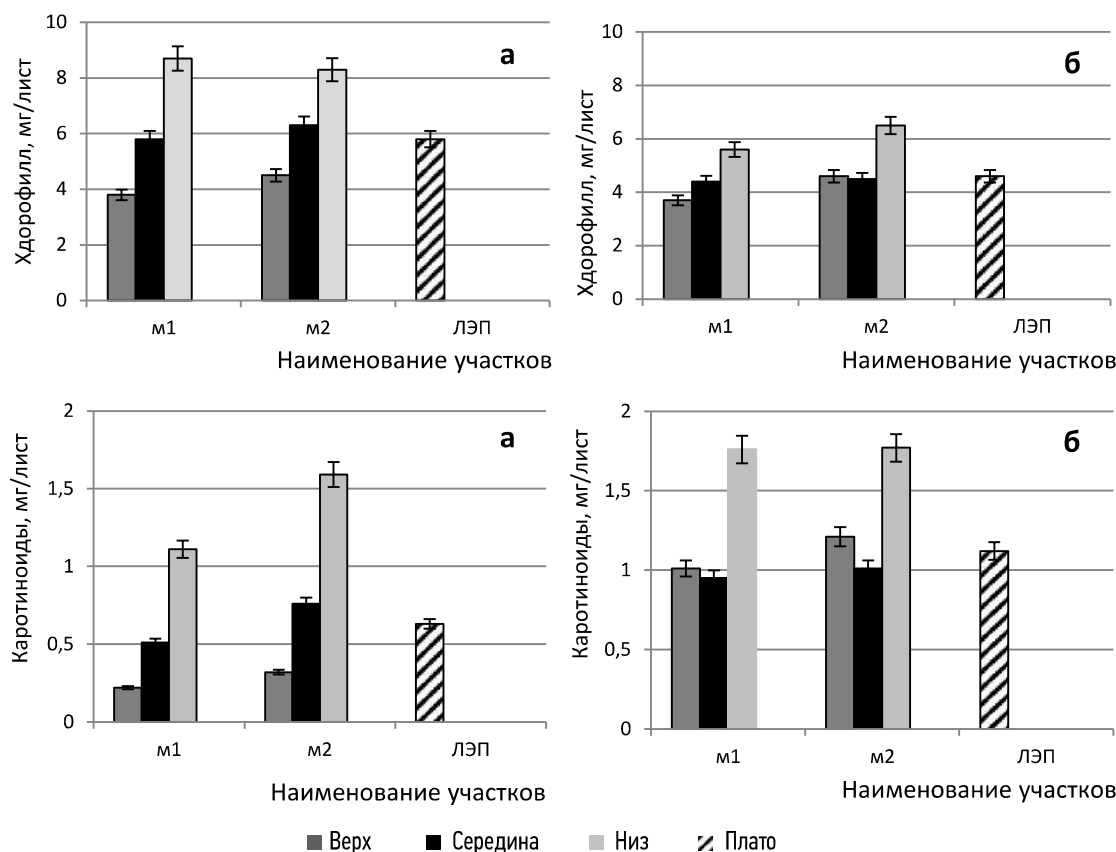 а
10
8
6
4
2
0
Хдорофилл, мг/лист
м1 м2 ЛЭП
Наименование участков
б
10
8
6
4
2
0
Хдорофилл, мг/лист
м1 м2 ЛЭП
Наименование участков
а
2
1,5
1
0,5
0
Каротиноиды, мг/лист
м1 м2 ЛЭП
Наименование участков
б
2
1,5
1
0,5
0
Каротиноиды, мг/лист
м1 м2 ЛЭП
Наименование участков
Верх Середина Низ Плато